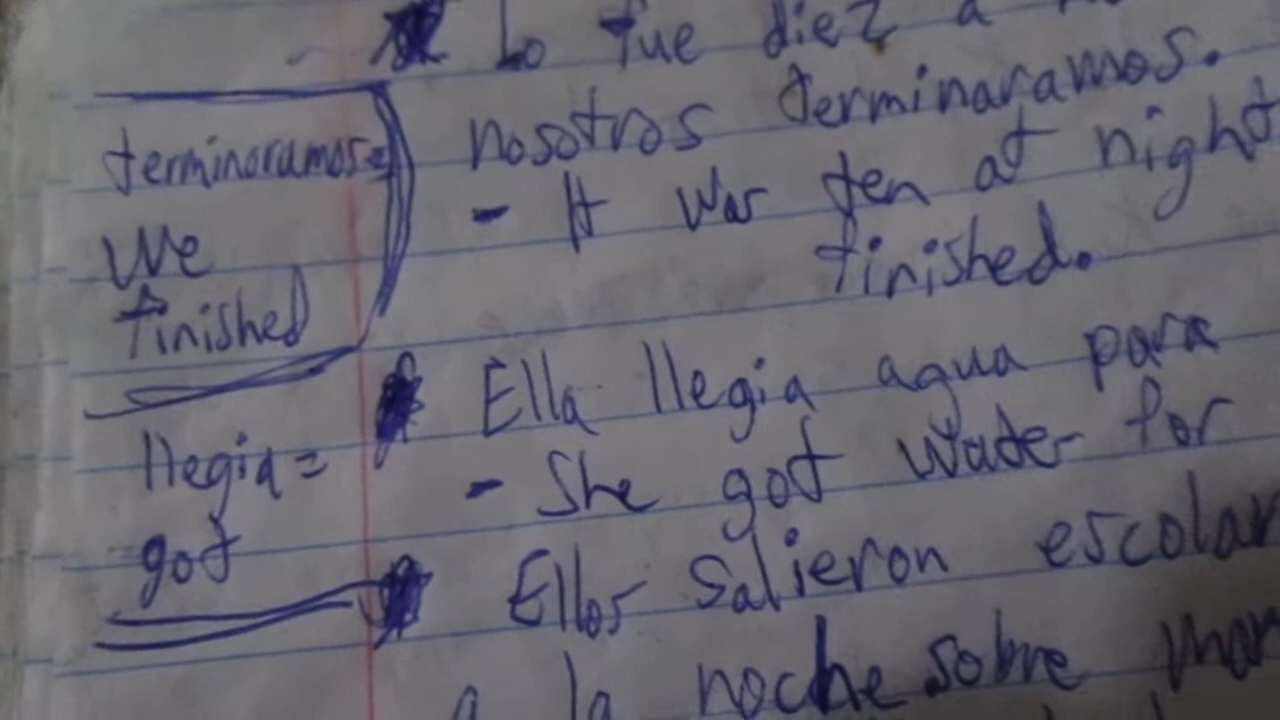 Lo fue diez a
nosotros terminaramos.
- It was ten at night
finished.
Ella llegia agua para
- She got water for
Ellos salieron escolar
a la noche sobre
terminaramos=
We
finished
llegia=
got